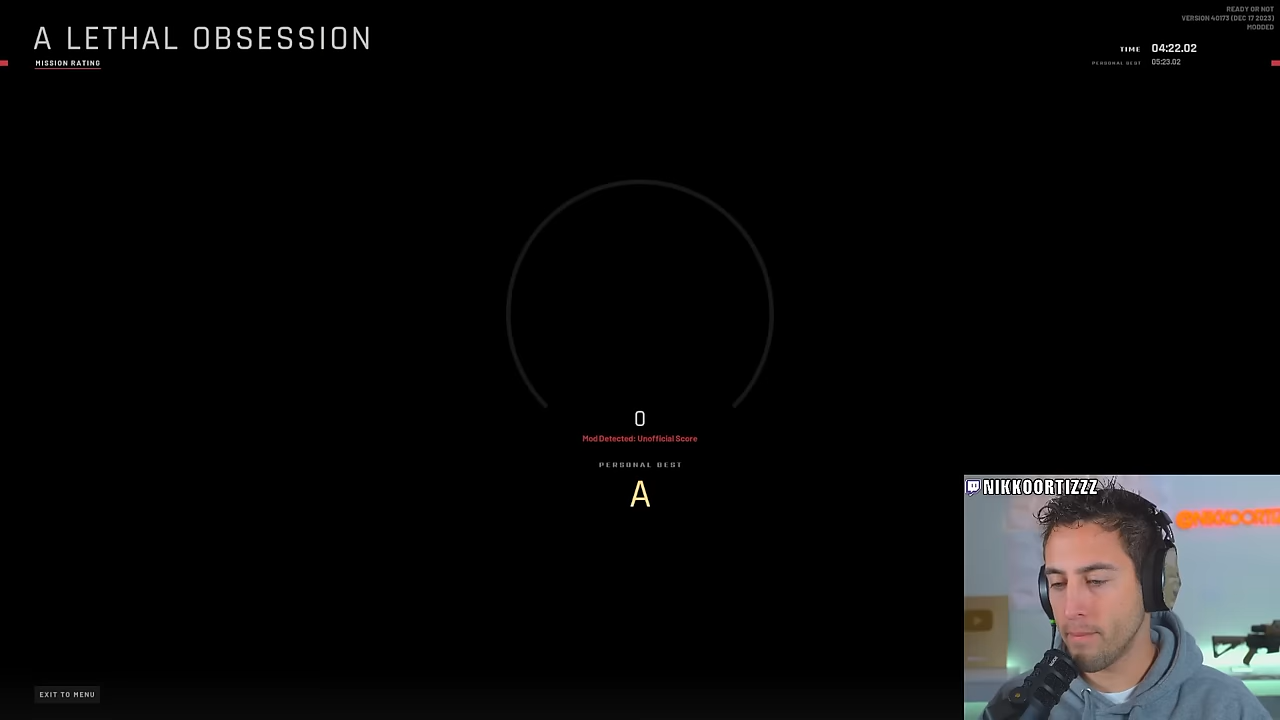 A LETHAL OBSESSION
MISSION RATING
READY OR NOT
VERSION 40173 (DEC 17 2023)
MODDED
TIME 04:22.02
PERSONAL BEST 05:23.02
0
Mod Detected: Unofficial Score
PERSONAL BEST
A
NIKKOORTIZZZ
EXIT TO MENU